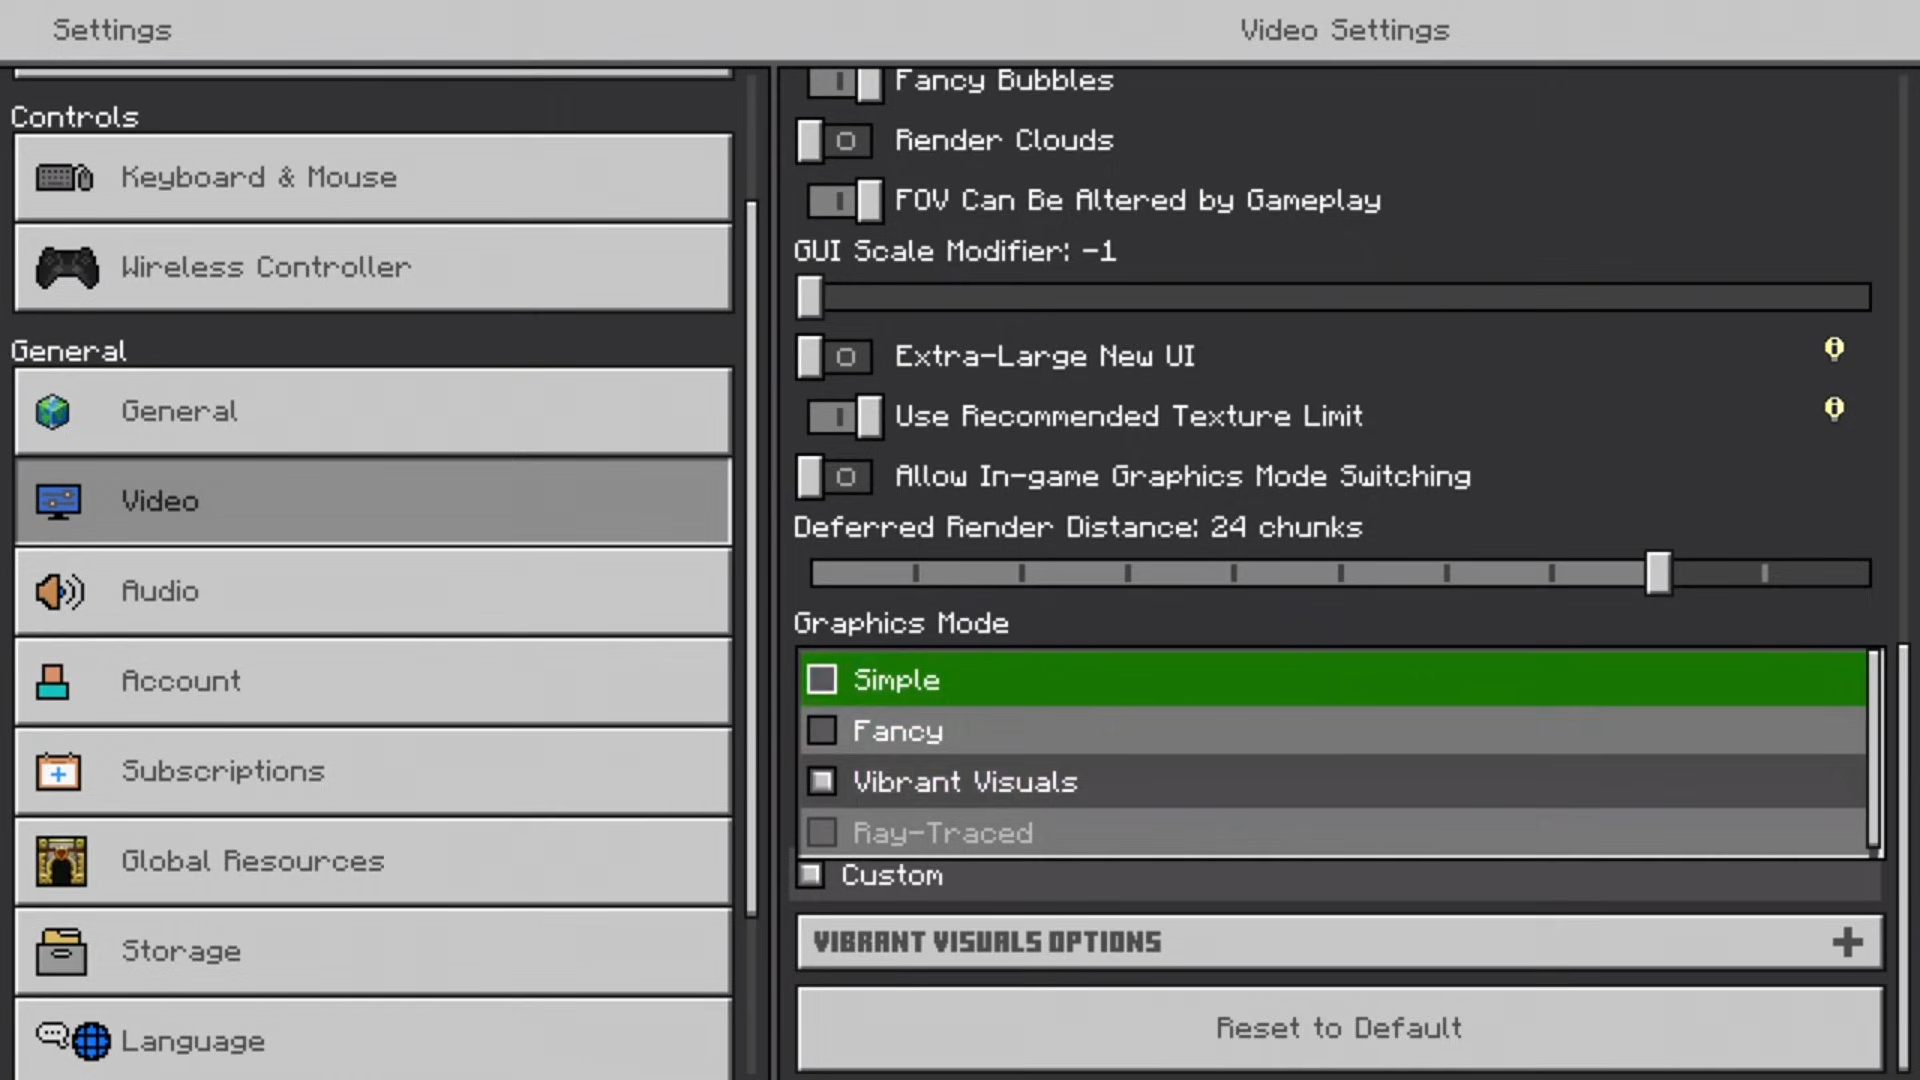 Settings
Video Settings
Controls
Keyboard & Mouse
Wireless Controller
General
General
Video
Audio
Account
Subscriptions
Global Resources
Storage
Language
Fancy Bubbles
Render Clouds
FOV Can Be Altered by Gameplay
GUI Scale Modifier: -1
Extra-Large New UI
Use Recommended Texture Limit
Allow In-game Graphics Mode Switching
Deferred Render Distance: 24 chunks
Graphics Mode
Simple
Fancy
Vibrant Visuals
Ray-Traced
Custom
VIBRANT VISUALS OPTIONS
Reset to Default